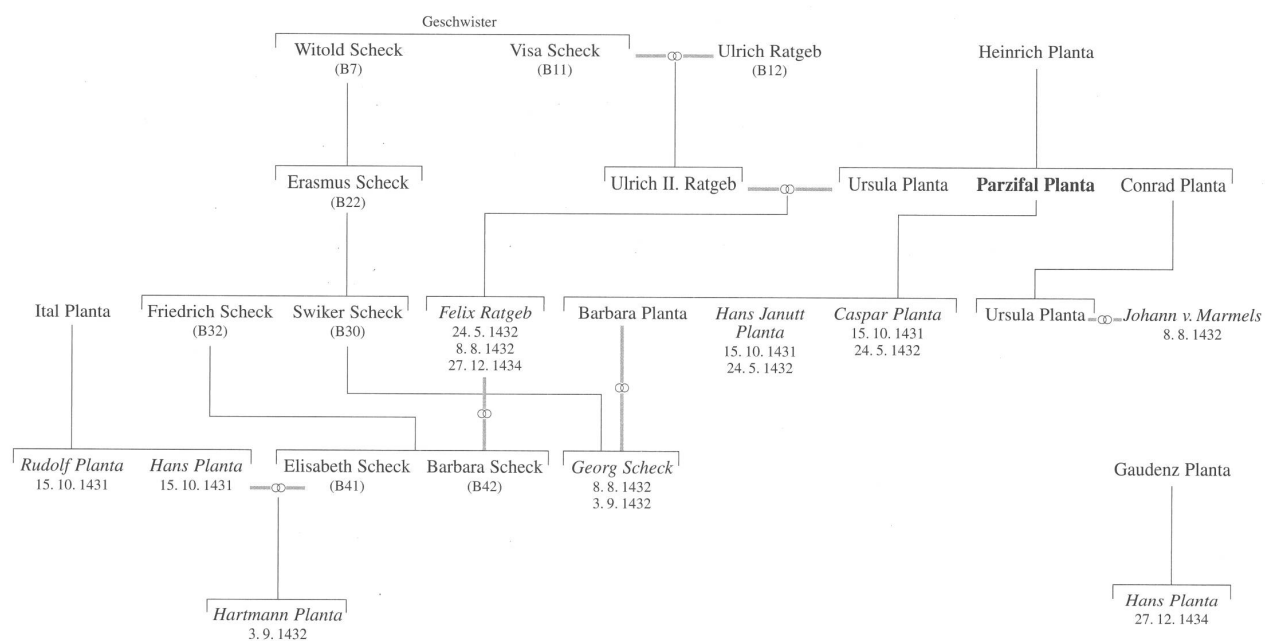 Geschwister
Witold Scheck
(B7)
Visa Scheck
(B11)
Ulrich Ratgeb
(B12)
Heinrich Planta
Erasmus Scheck
(B22)
Ulrich II. Ratgeb
Ursula Planta
Parzifal Planta
Conrad Planta
Ital Planta
Friedrich Scheck
(B32)
Swiker Scheck
(B30)
Felix Ratgeb
24. 5. 1432
8. 8. 1432
27. 12. 1434
Barbara Planta
Hans Janutt
Planta
15. 10. 1431
24. 5. 1432
Caspar Planta
15. 10. 1431
24. 5. 1432
Ursula Planta
Johann v. Marmels
8. 8. 1432
Rudolf Planta
15. 10. 1431
Hans Planta
15. 10. 1431
Elisabeth Scheck
(B41)
Barbara Scheck
(B42)
Georg Scheck
8. 8. 1432
3. 9. 1432
Gaudenz Planta
Hartmann Planta
3. 9. 1432
Hans Planta
27. 12. 1434